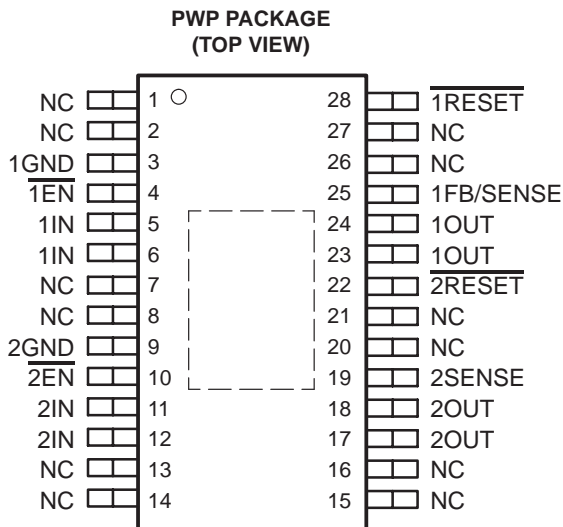 PWP PACKAGE
(TOP VIEW)
NC 1 28 1RESET
NC 2 27 NC
1GND 3 26 NC
1EN 4 25 1FB/SENSE
1IN 5 24 1OUT
1IN 6 23 1OUT
NC 7 22 2RESET
NC 8 21 NC
2GND 9 20 NC
2EN 10 19 2SENSE
2IN 11 18 2OUT
2IN 12 17 2OUT
NC 13 16 NC
NC 14 15 NC